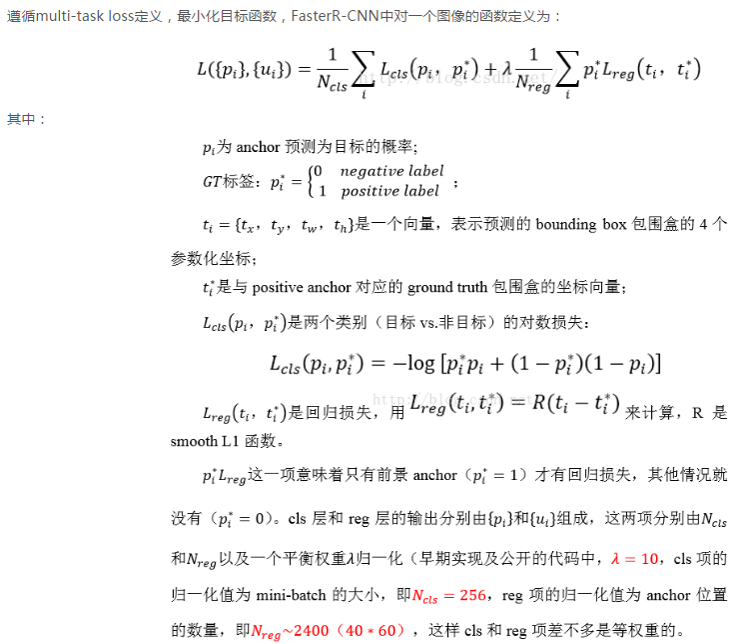 遵循multi-task loss定义，最小化目标函数，FasterR-CNN中对一个图像的函数定义为：
L({p_i},{u_i}) = \frac{1}{N_{cls}} \sum_i L_{cls}(p_i, p_i^*) + λ \frac{1}{N_{reg}} \sum_i p_i^* L_{reg}(t_i, t_i^*)
其中：
p_i为 anchor 预测为目标的概率；
GT标签：p_i^* = { 0 negative label
1 positive label ；
t_i = {t_x, t_y, t_w, t_h}是一个向量，表示预测的 bounding box 包围盒的 4 个
参数化坐标；
t_i^*是与 positive anchor 对应的 ground truth 包围盒的坐标向量；
L_{cls}(p_i, p_i^*)是两个类别（目标 vs.非目标）的对数损失：
L_{cls}(p_i, p_i^*) = −log [p_i^* p_i + (1 − p_i^*)(1 − p_i)]
L_{reg}(t_i, t_i^*)是回归损失，用 L_{reg}(t_i, t_i^*) = R(t_i − t_i^*) 来计算，R 是
smooth L1 函数。
p_i^* L_{reg}这一项意味着只有前景 anchor（p_i^* = 1）才有回归损失，其他情况就
没有（p_i^* = 0）。cls 层和 reg 层的输出分别由{p_i}和{u_i}组成，这两项分别由N_{cls}
和N_{reg}以及一个平衡权重λ归一化（早期实现及公开的代码中，λ = 10，cls 项的
归一化值为 mini-batch 的大小，即N_{cls} = 256，reg 项的归一化值为 anchor 位置
的数量，即N_{reg}~2400（40 * 60），这样 cls 和 reg 项差不多是等权重的。